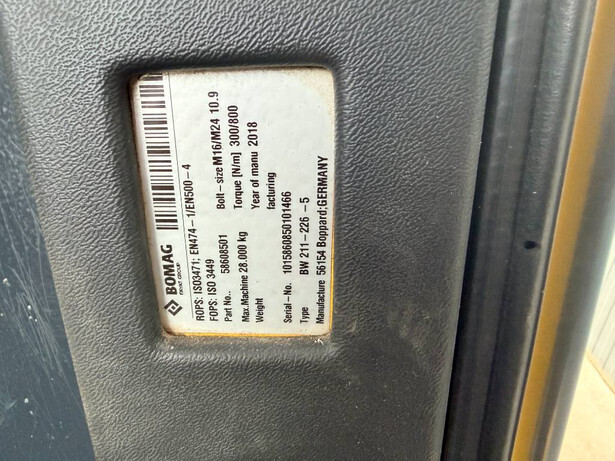 BOMAG
FAYAT GROUP
ROPS: ISO3471; EN474-1/EN500-4
FOPS: ISO 3449
Part No.. 58608501 Bolt-size M16/M24 10.9
Max.Machine 28.000 kg Torque [N/m] 300/800
Weight Year of manu 2018
facturing
Serial-No. 1015860850101466
Type BW 211-226 -5
Manufacture 56154 Boppard;GERMANY